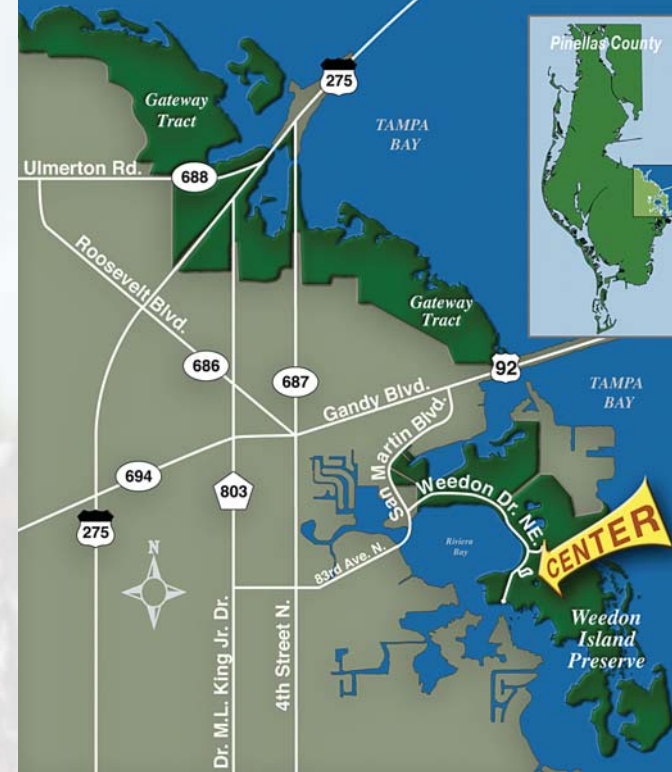 275
Pinellas County
Gateway
Tract
TAMPA
BAY
Ulmerton Rd.
688
Roosevelt Blvd.
Gateway
Tract
686
687
92
TAMPA
BAY
Gandy Blvd.
San Martin Blvd.
694
803
Weedon Dr. NE.
275
CENTER
Riviera
Bay
N
83rd Ave. N.
Weedon
Island
Preserve
Dr. M.L. King Jr. Dr.
4th Street N.